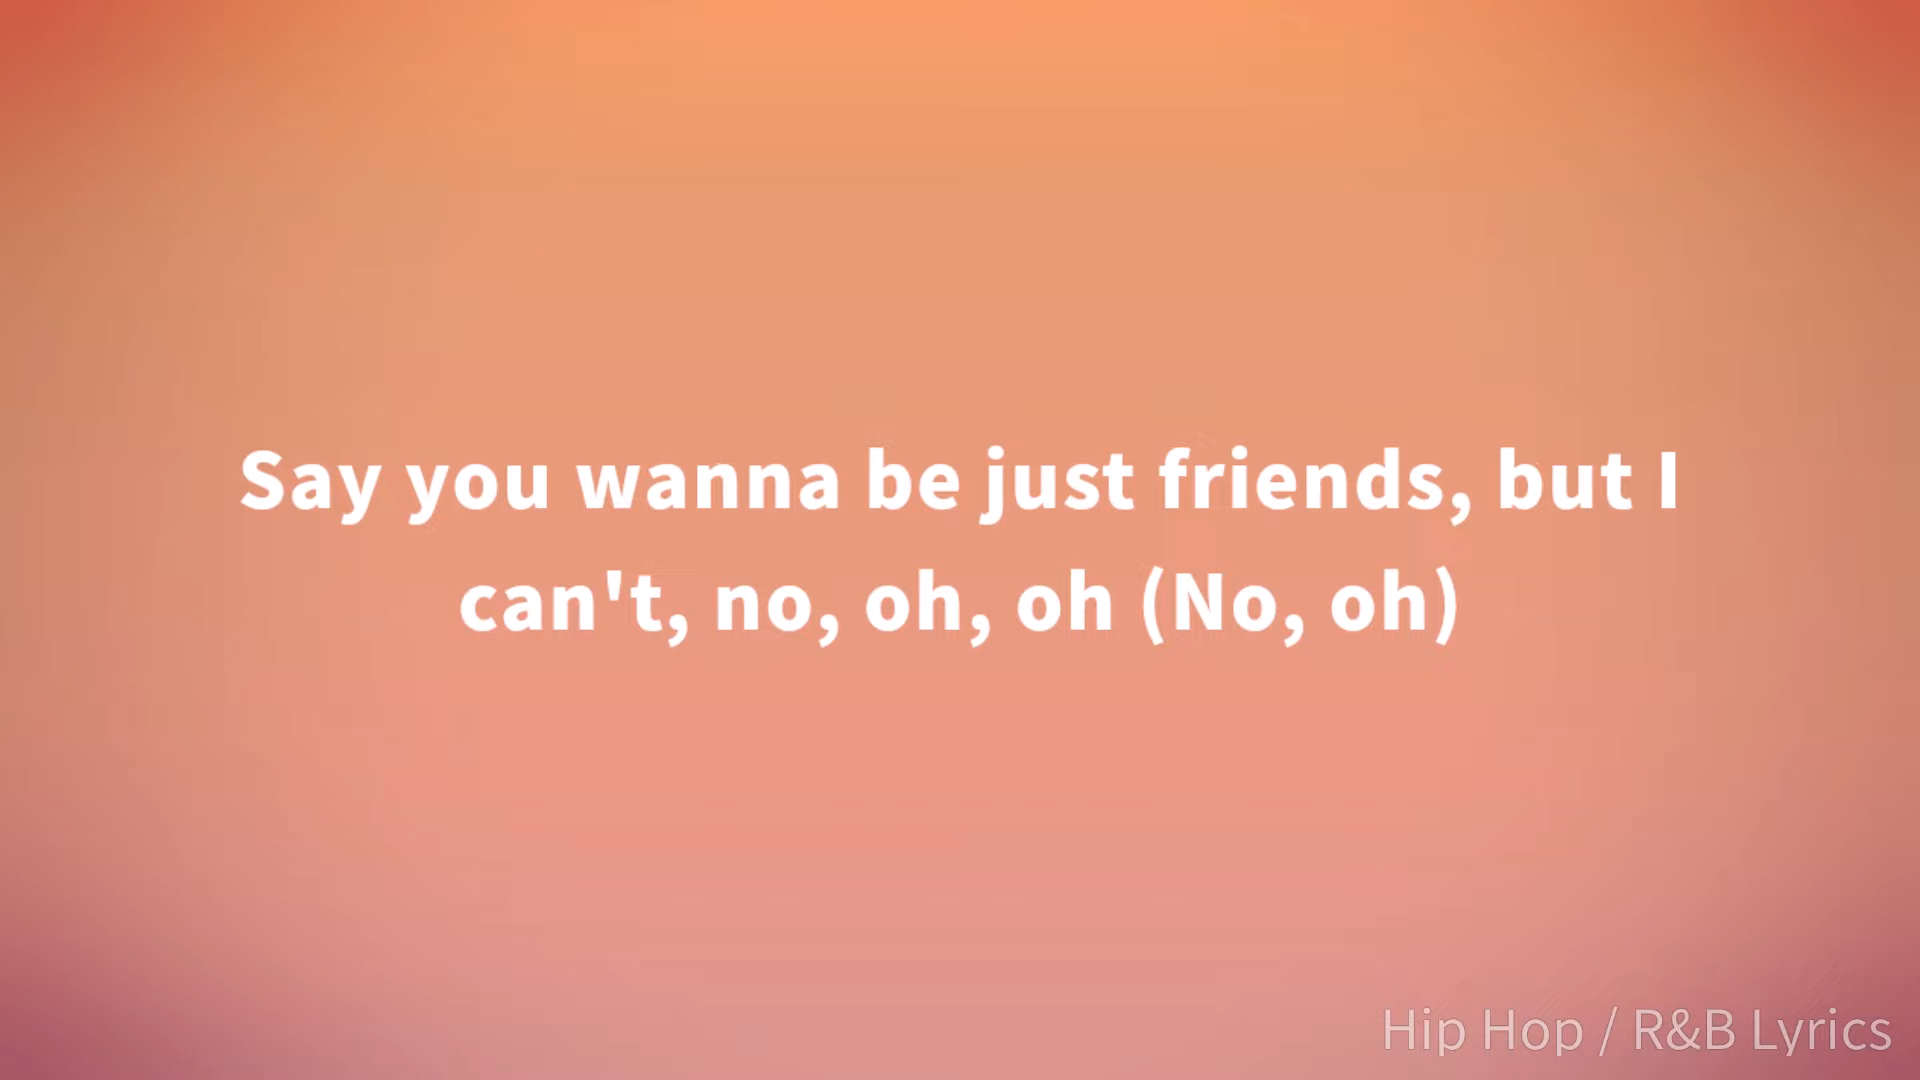 Say you wanna be just friends, but I
can't, no, oh, oh (No, oh)
Hip Hop / R&B Lyrics